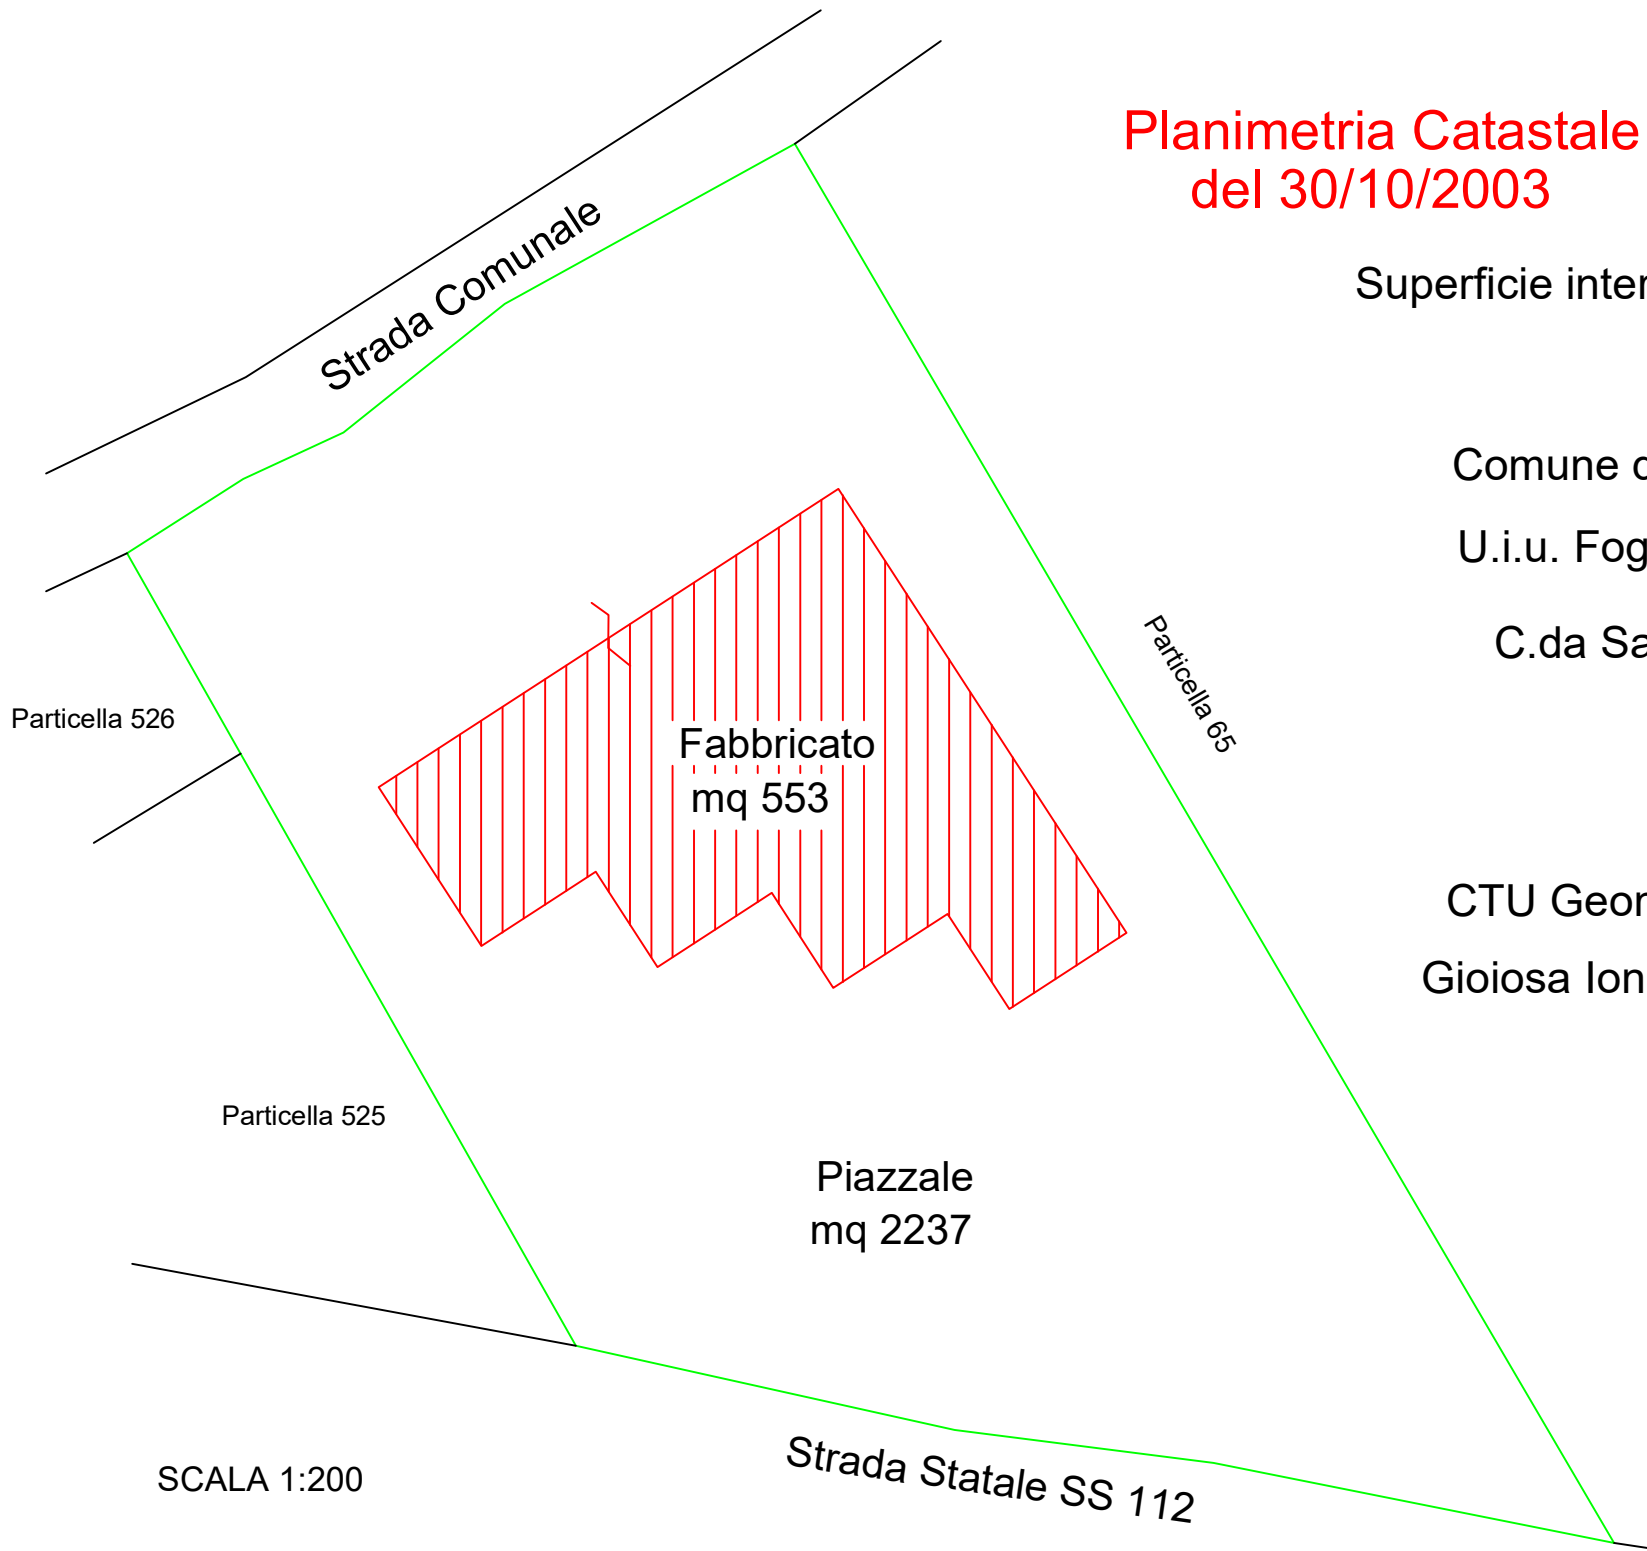 Planimetria Catastale
del 30/10/2003
Superficie inter
Strada Comunale
Comune
U.i.u. Fog
C.da Sa
Particella 65
Particella 526
Fabbricato
mq 553
CTU Geor
Gioiosa Ion
Particella 525
Piazzale
mq 2237
Strada Statale SS 112
SCALA 1:200